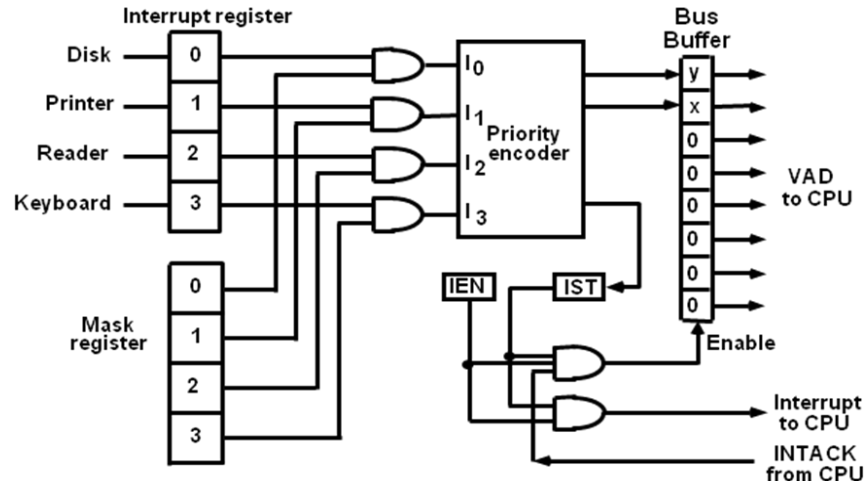 Interrupt register
Disk
0
Printer
1
Reader
2
Keyboard
3
Mask
register
0
1
2
3
I0
I1
I2
I3
Priority
encoder
IEN
IST
Bus
Buffer
y
x
0
0
0
0
0
0
VAD
to CPU
Enable
Interrupt
to CPU
INTACK
from CPU